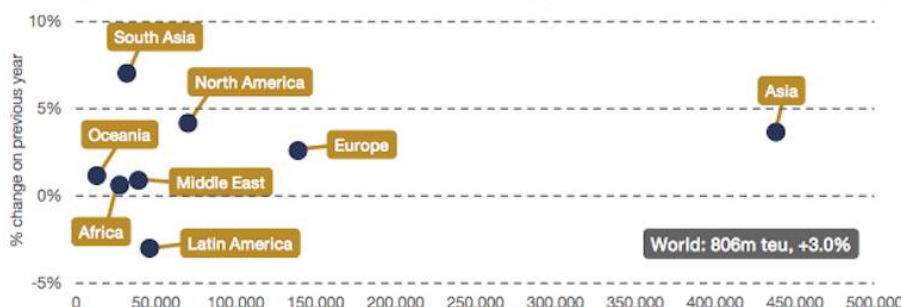 10%
South Asia
North America
Asia
5%
Oceania
Europe
Middle East
0%
Africa
Latin America
World: 806m teu, +3.0%
-5%
% change on previous year
0 50,000 100,000 150,000 200,000 250,000 300,000 350,000 400,000 450,000